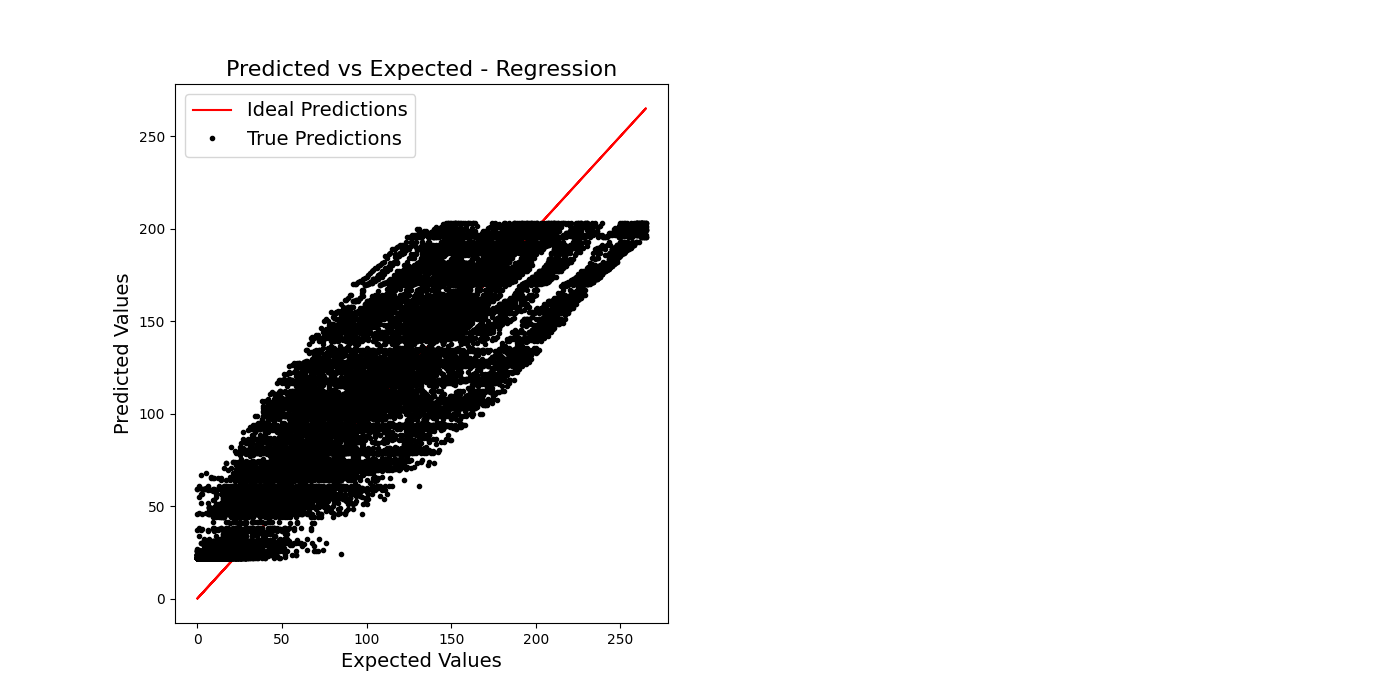 Predicted vs Expected - Regression
Ideal Predictions
True Predictions
250
200
150
100
50
0
Predicted Values
0 50 100 150 200 250
Expected Values